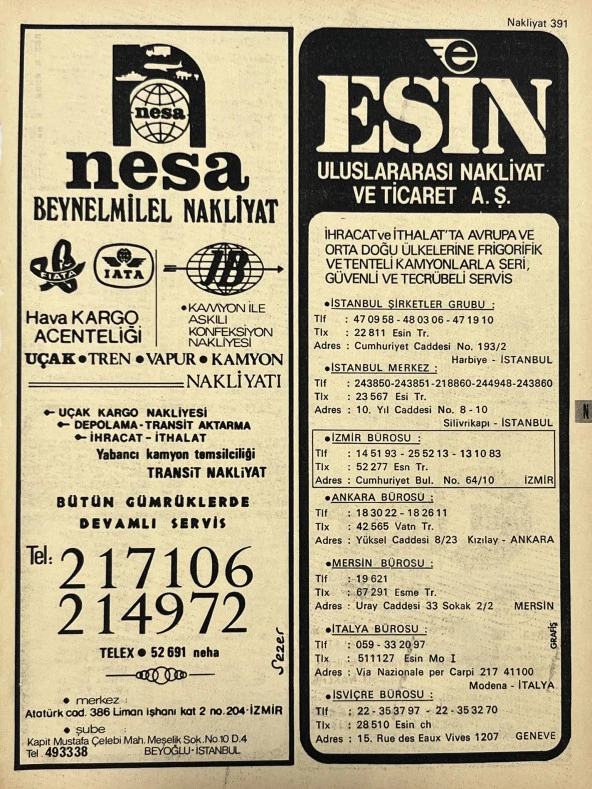 Nakliyat 391
nesa
nesa
BEYNELMİLEL NAKLİYAT
FIATA
IATA
JB
Hava KARGO
ACENTELİĞİ
•KAMYON İLE
ASKILI
KONFEKSİYON
NAKLİYESİ
UÇAK • TREN • VAPUR • KAMYON
NAKLİYATI
UÇAK KARGO NAKLİYESİ
DEPOLAMA - TRANSİT AKTARMA
İHRACAT - İTHALAT
Yabancı kamyon temsilciliği
TRANSİT NAKLİYAT
BÜTÜN GÜMRÜKLERDE
DEVAMLI SERVİS
Tel: 217106
214972
TELEX • 52 691 neha
Sezer
• merkez:
Atatürk cad. 386 Liman işhanı kat 2 no. 204 - İZMİR
• şube:
Kapit Mustafa Çelebi Mah. Meşelik Sok. No.10 D.4
Tel. 493338 BEYOĞLU - İSTANBUL
e
ESİN
ULUSLARARASI NAKLİYAT
VE TİCARET A. Ş.
İHRACAT ve İTHALAT'TA AVRUPA VE
ORTA DOĞU ÜLKELERİNE FRİGORİFİK
VE TENTELİ KAMYONLARLA SERİ,
GÜVENLİ VE TECRÜBELİ SERVİS
•İSTANBUL ŞİRKETLER GRUBU :
Tlf : 47 09 58 - 48 03 06 - 47 19 10
Tlx : 22 811 Esin Tr.
Adres : Cumhuriyet Caddesi No. 193/2
Harbiye - İSTANBUL
•İSTANBUL MERKEZ :
Tlf : 243850-243851-218860-244948-243860
Tlx : 23 567 Esi Tr.
Adres : 10. Yıl Caddesi No. 8 - 10
Silivrikapı - İSTANBUL
•İZMİR BÜROSU :
Tlf : 14 51 93 - 25 52 13 - 13 10 83
Tlx : 52 277 Esn Tr.
Adres : Cumhuriyet Bul. No. 64/10 İZMİR
•ANKARA BÜROSU :
Tlf : 18 30 22 - 18 26 11
Tlx : 42 565 Vatn Tr.
Adres : Yüksel Caddesi 8/23 Kızılay - ANKARA
•MERSİN BÜROSU :
Tlf : 19 621
Tlx : 67 291 Esme Tr.
Adres : Uray Caddesi 33 Sokak 2/2 MERSİN
•İTALYA BÜROSU :
Tlf : 059 - 33 20 97
Tlx : 511127 Esin Mo I
Adres : Via Nazionale per Carpi 217 41100
Modena - İTALYA
•İSVİÇRE BÜROSU :
Tlf : 22 - 35 37 97 - 22 - 35 32 70
Tlx : 28 510 Esin ch
Adres : 15. Rue des Eaux Vives 1207 GENEVE
GRAFİŞ
N